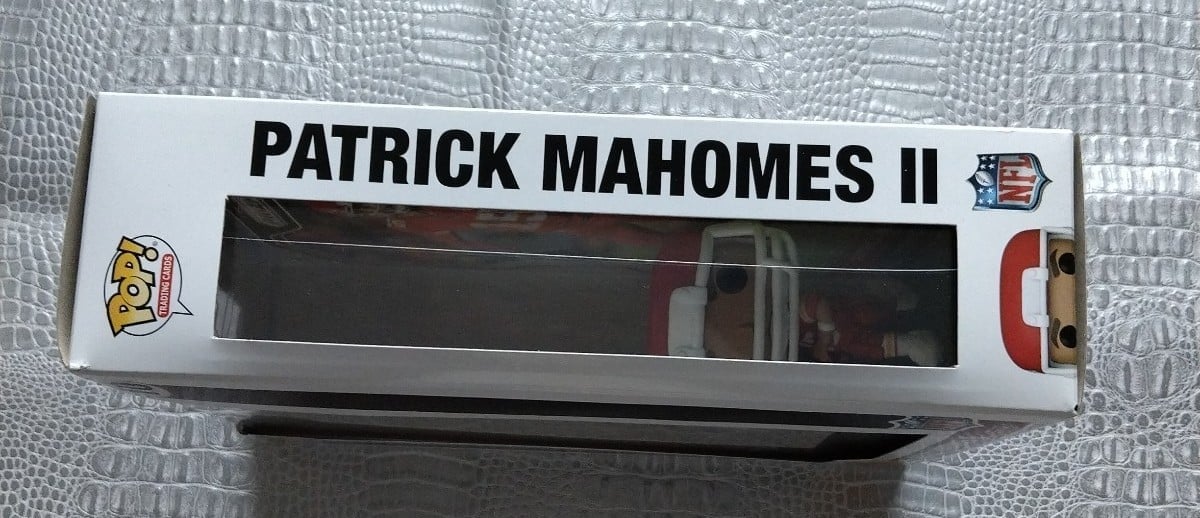 PATRICK MAHOMES II
NFL
POP!
TRADING CARDS